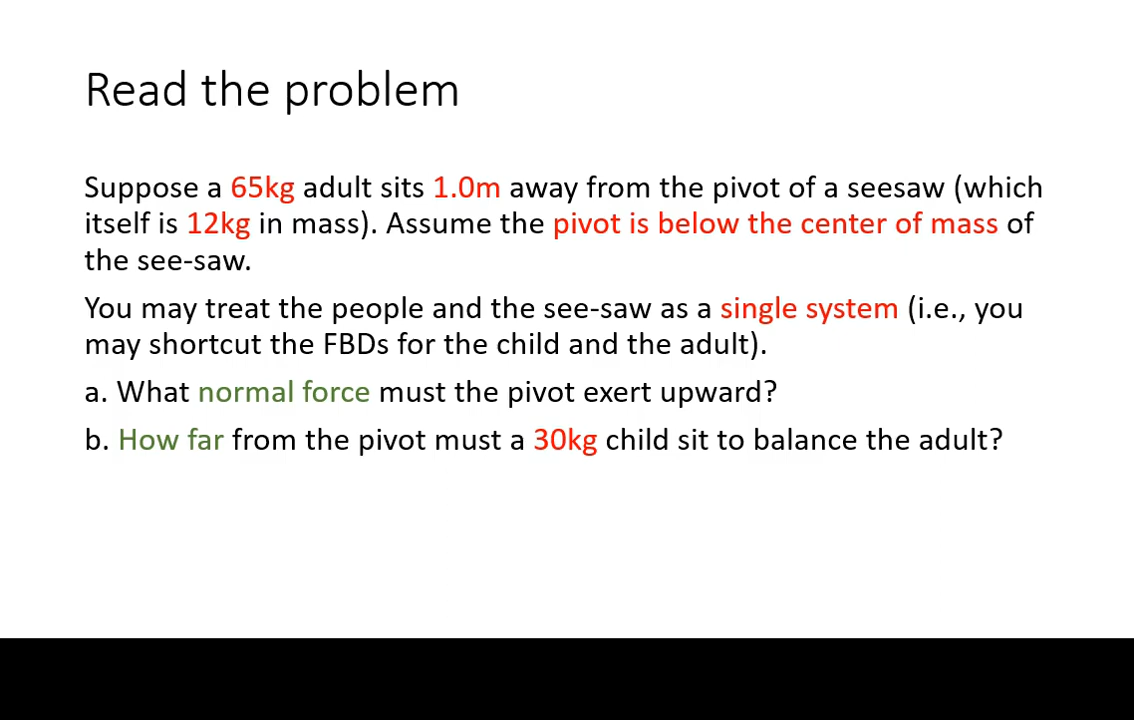 Read the problem
Suppose a 65kg adult sits 1.0m away from the pivot of a seesaw (which
itself is 12kg in mass). Assume the pivot is below the center of mass of
the see-saw.
You may treat the people and the see-saw as a single system (i.e., you
may shortcut the FBDs for the child and the adult).
a. What normal force must the pivot exert upward?
b. How far from the pivot must a 30kg child sit to balance the adult?